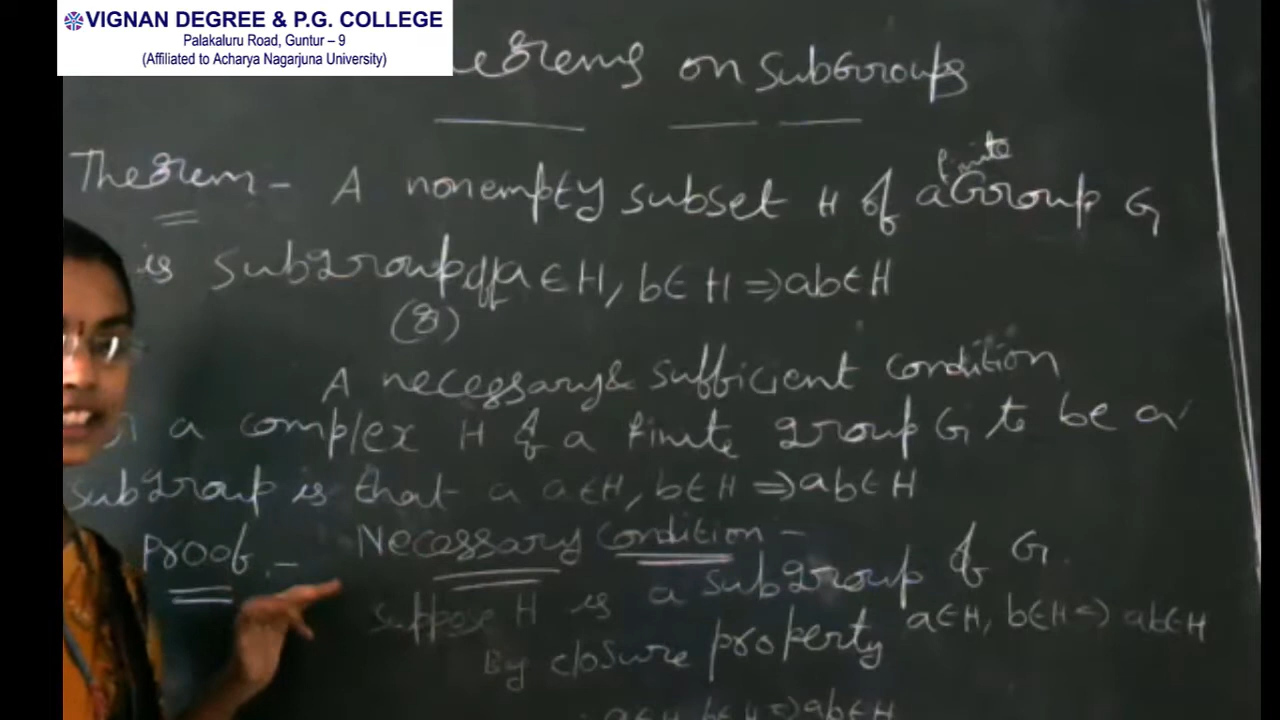 VIGNAN DEGREE & P.G. COLLEGE
Palakaluru Road, Guntur – 9
(Affiliated to Acharya Nagarjuna University)
on SubGroups
Theorem - A nonempty subset H of a finite Group G
is subgroup iff a ∈ H, b ∈ H ⇒ ab ∈ H
(or)
A necessary & sufficient condition
a complex H of a finite group G to be a
subgroup is that a a ∈ H, b ∈ H ⇒ ab ∈ H
Proof :- Necessary Condition -
Suppose H is a subgroup of G.
By closure property a ∈ H, b ∈ H ⇒ ab ∈ H
a ∈ H, b ∈ H ⇒ ab ∈ H